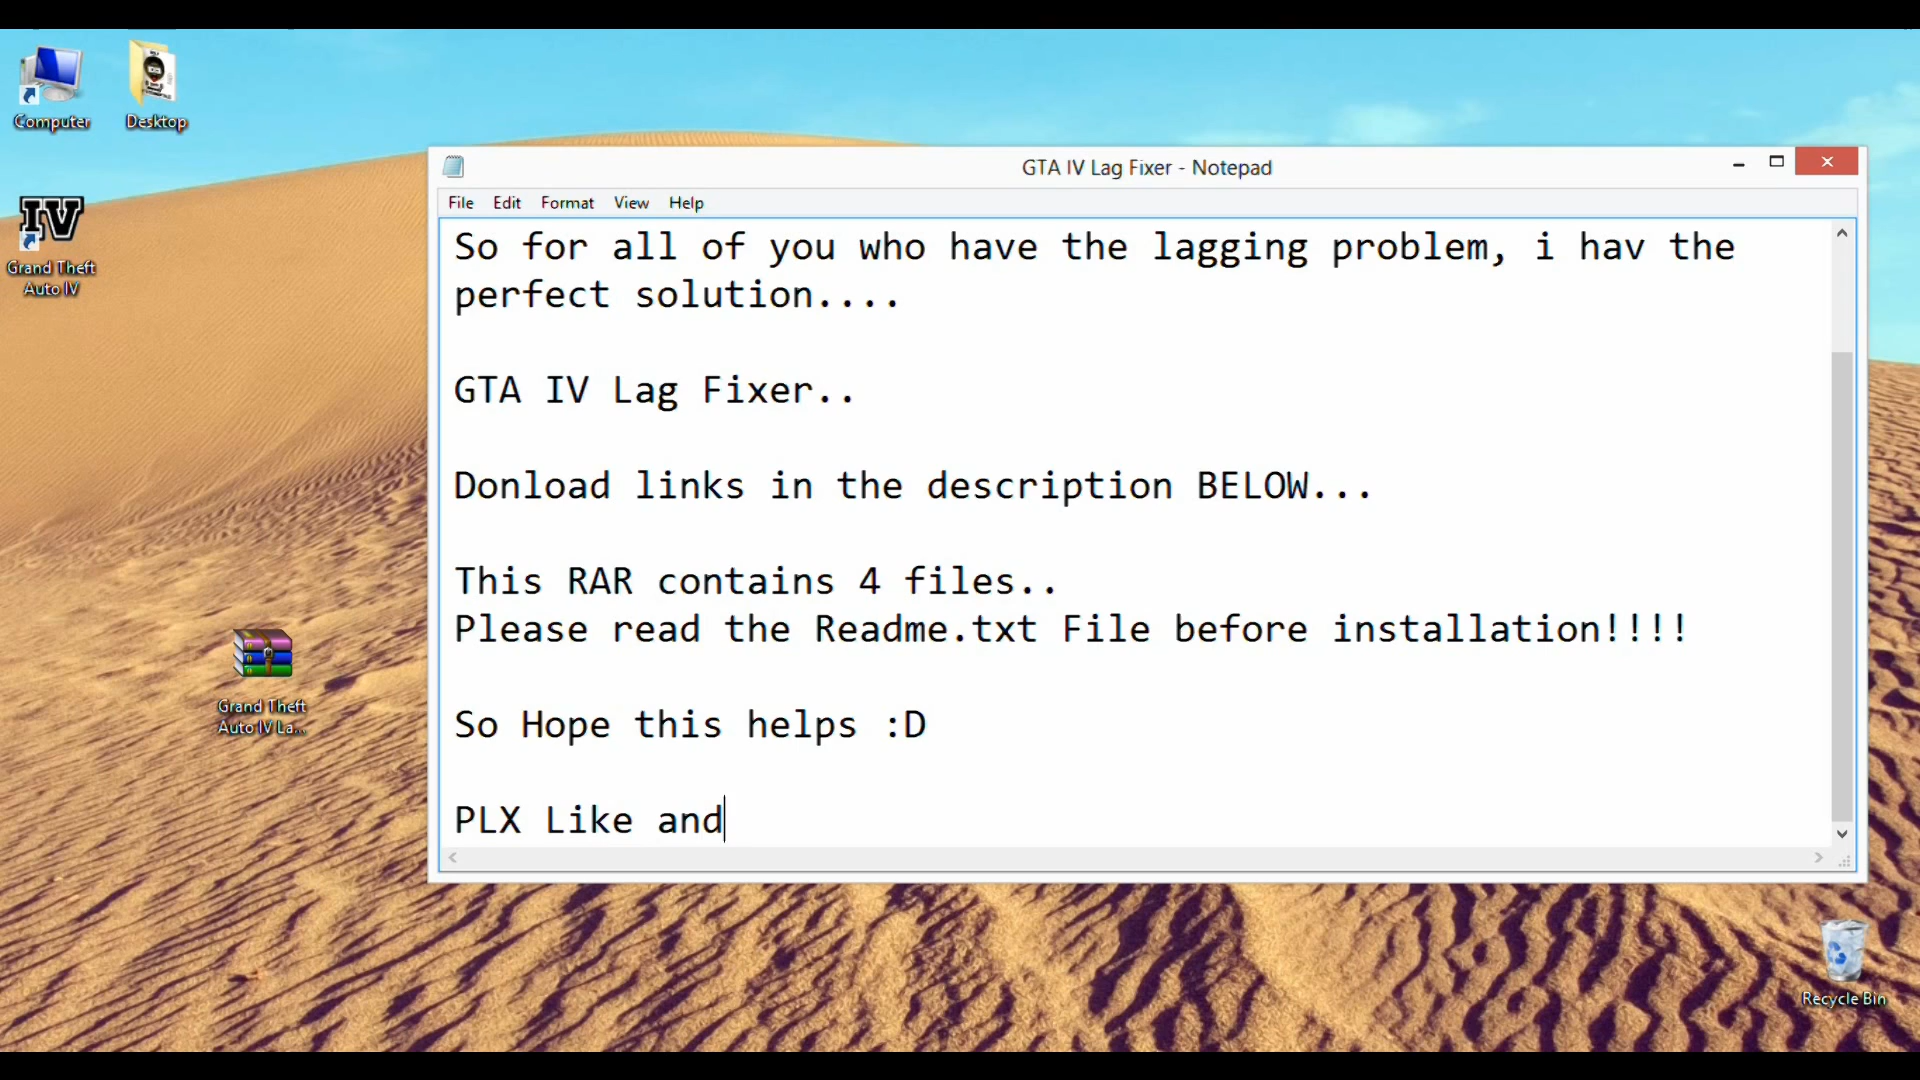 Computer
Desktop
Grand Theft
Auto IV
Grand Theft
Auto IV La...
GTA IV Lag Fixer - Notepad
File Edit Format View Help
So for all of you who have the lagging problem, i hav the
perfect solution....
GTA IV Lag Fixer..
Donload links in the description BELOW...
This RAR contains 4 files..
Please read the Readme.txt File before installation!!!!
So Hope this helps :D
PLX Like and
Recycle Bin